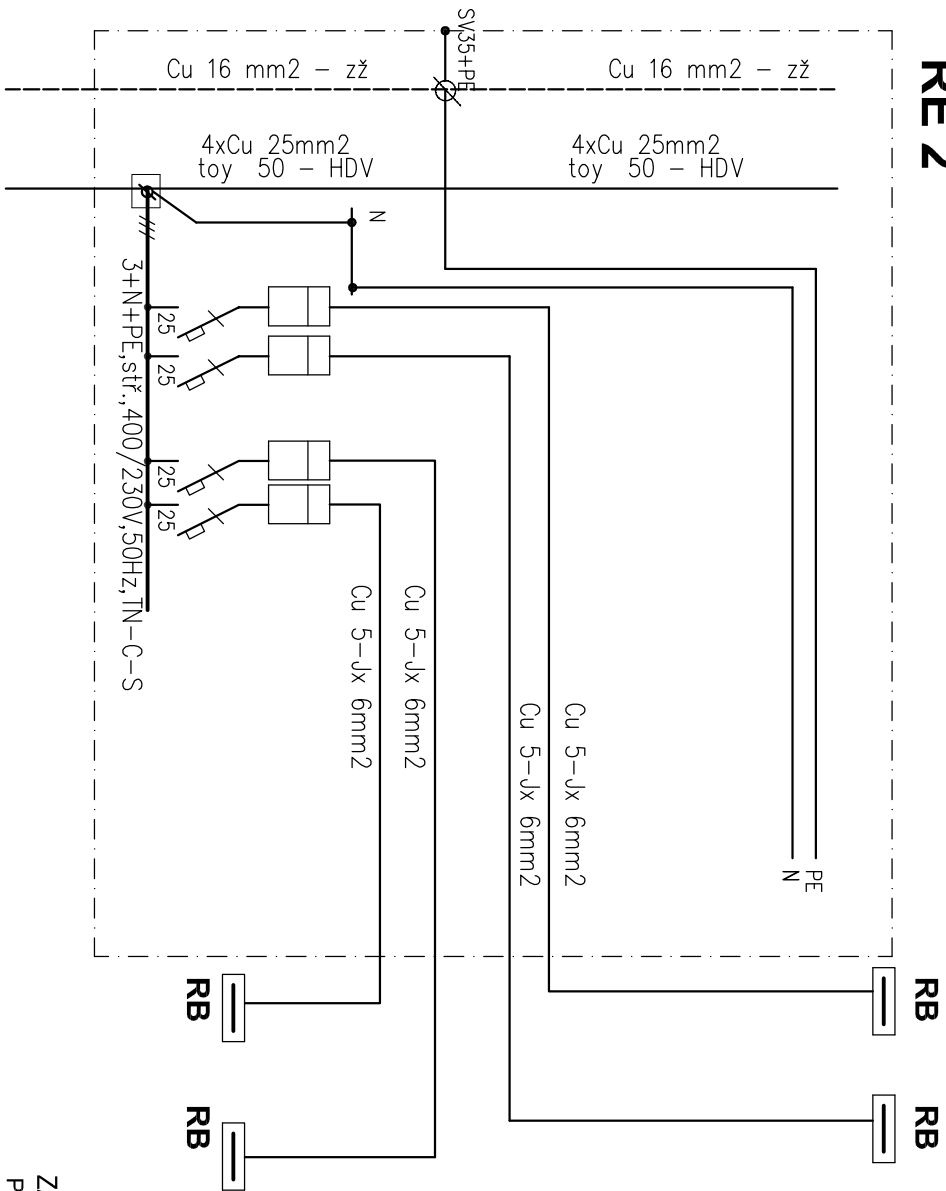 RE 2
SV35+PE
Cu 16 mm2 - zž
Cu 16 mm2 - zž
4xCu 25mm2
toy 50 - HDV
4xCu 25mm2
toy 50 - HDV
N
3+N+PE,stř.,400/230V,50Hz,TN-C-S
25
25
25
25
Cu 5-Jx 6mm2
Cu 5-Jx 6mm2
Cu 5-Jx 6mm2
Cu 5-Jx 6mm2
PE
N
RB
RB
RB
RB